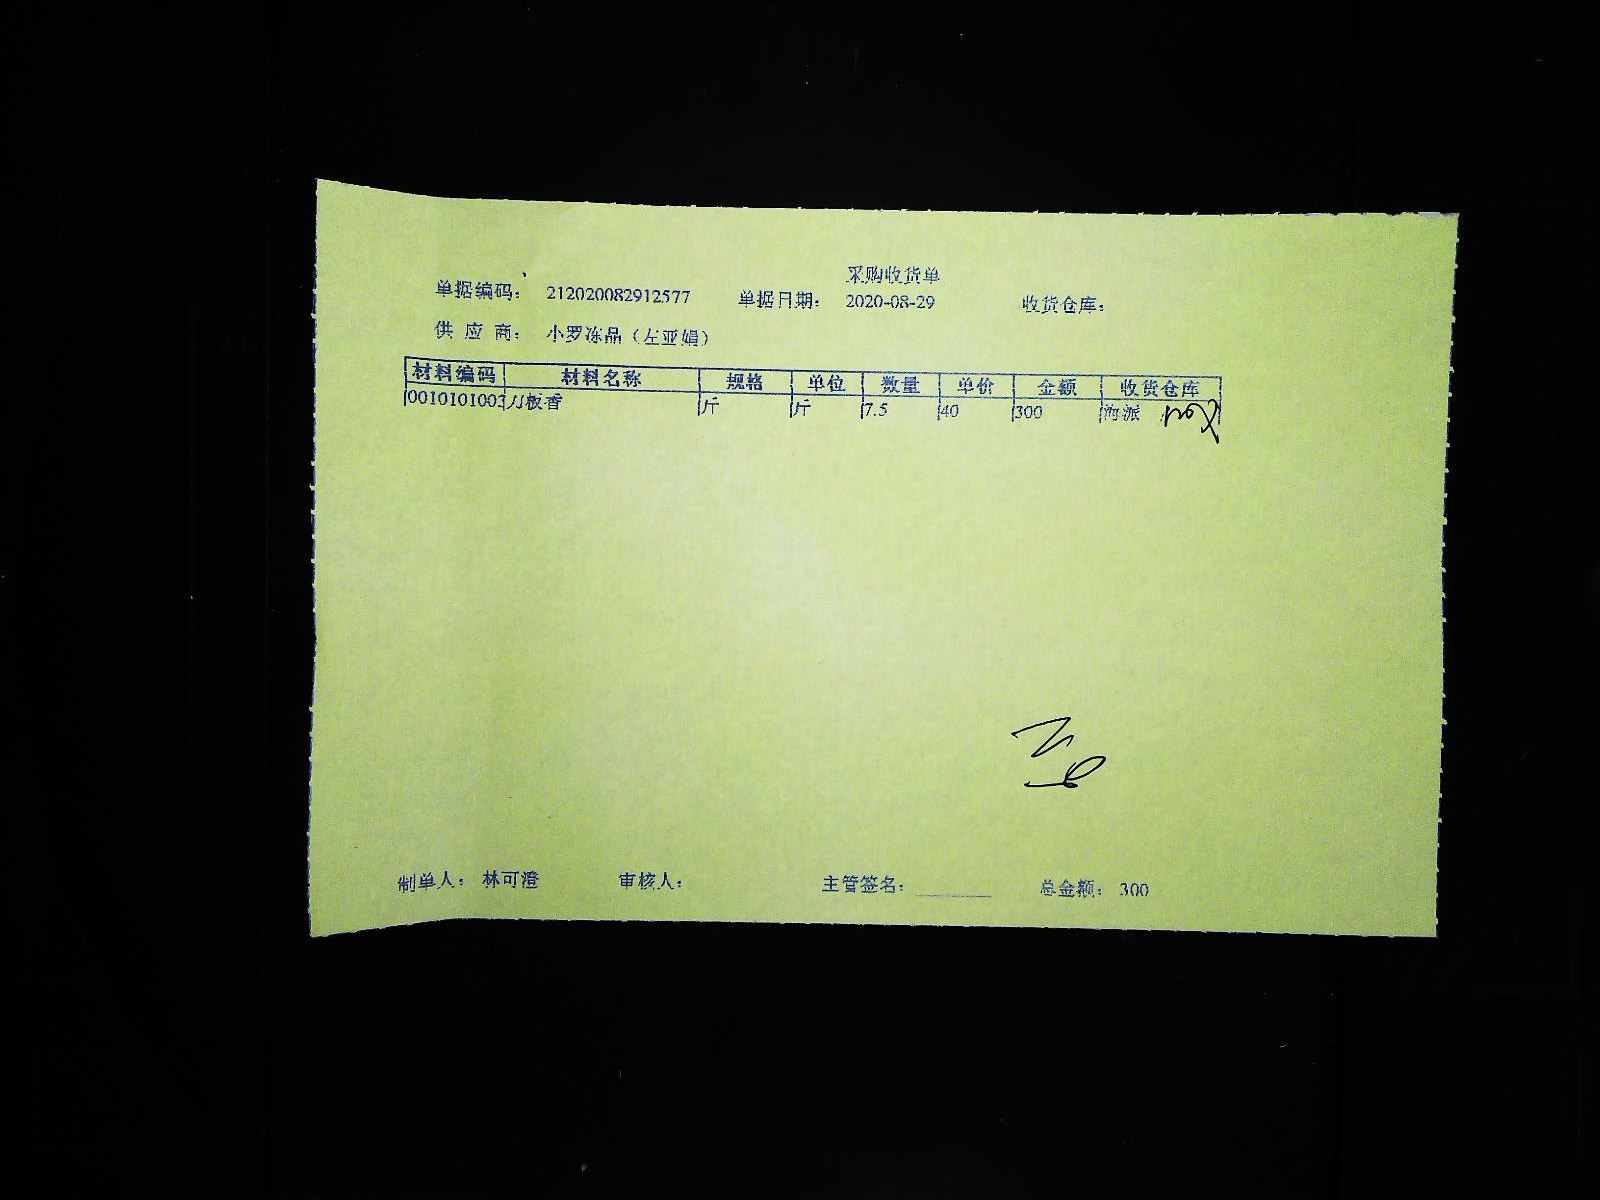 采购收货单
单据编码： 212020082912577 单据日期： 2020-08-29 收货仓库：
供 应 商： 小罗冻品（左亚娟）
材料编码 材料名称 规格 单位 数量 单价 金额 收货仓库
0010101003 刀板香 斤 斤 7.5 40 300 海派
制单人： 林可澄 审核人： 主管签名： 总金额： 300